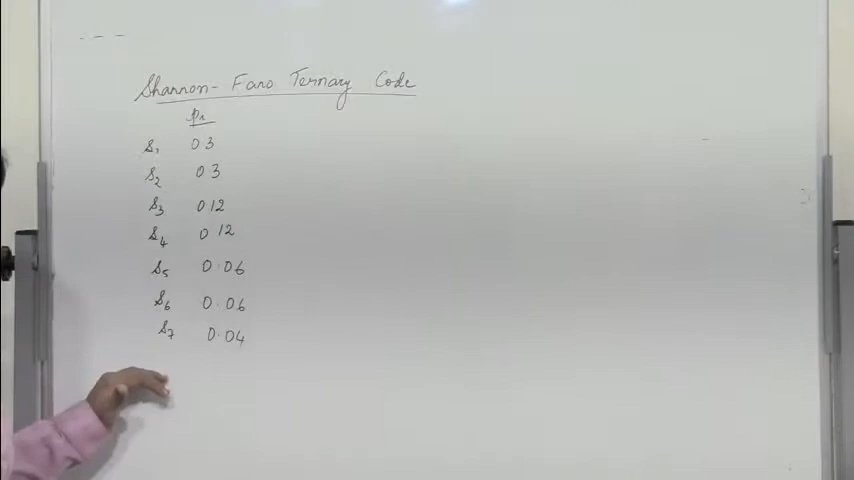 Shannon-Fano Ternary Code
S1 0.3
S2 0.3
S3 0.12
S4 0.12
S5 0.06
S6 0.06
S7 0.04